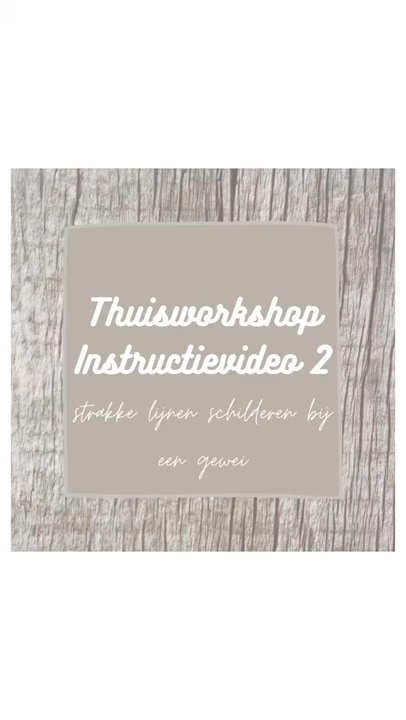 Thuisworkshop
Instructievideo 2
strakke lijnen schilderen bij
een gewei